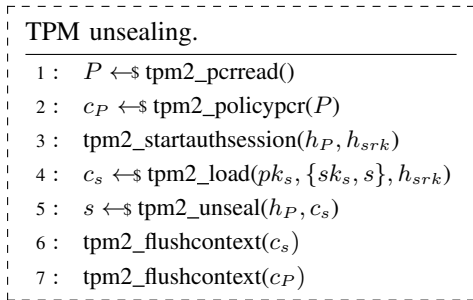 TPM unsealing.
1 : P ←$ tpm2_pcrread()
2 : c_P ←$ tpm2_policypcr(P)
3 : tpm2_startauthsession(h_P, h_srk)
4 : c_s ←$ tpm2_load(pk_s, {sk_s, s}, h_srk)
5 : s ←$ tpm2_unseal(h_P, c_s)
6 : tpm2_flushcontext(c_s)
7 : tpm2_flushcontext(c_P)